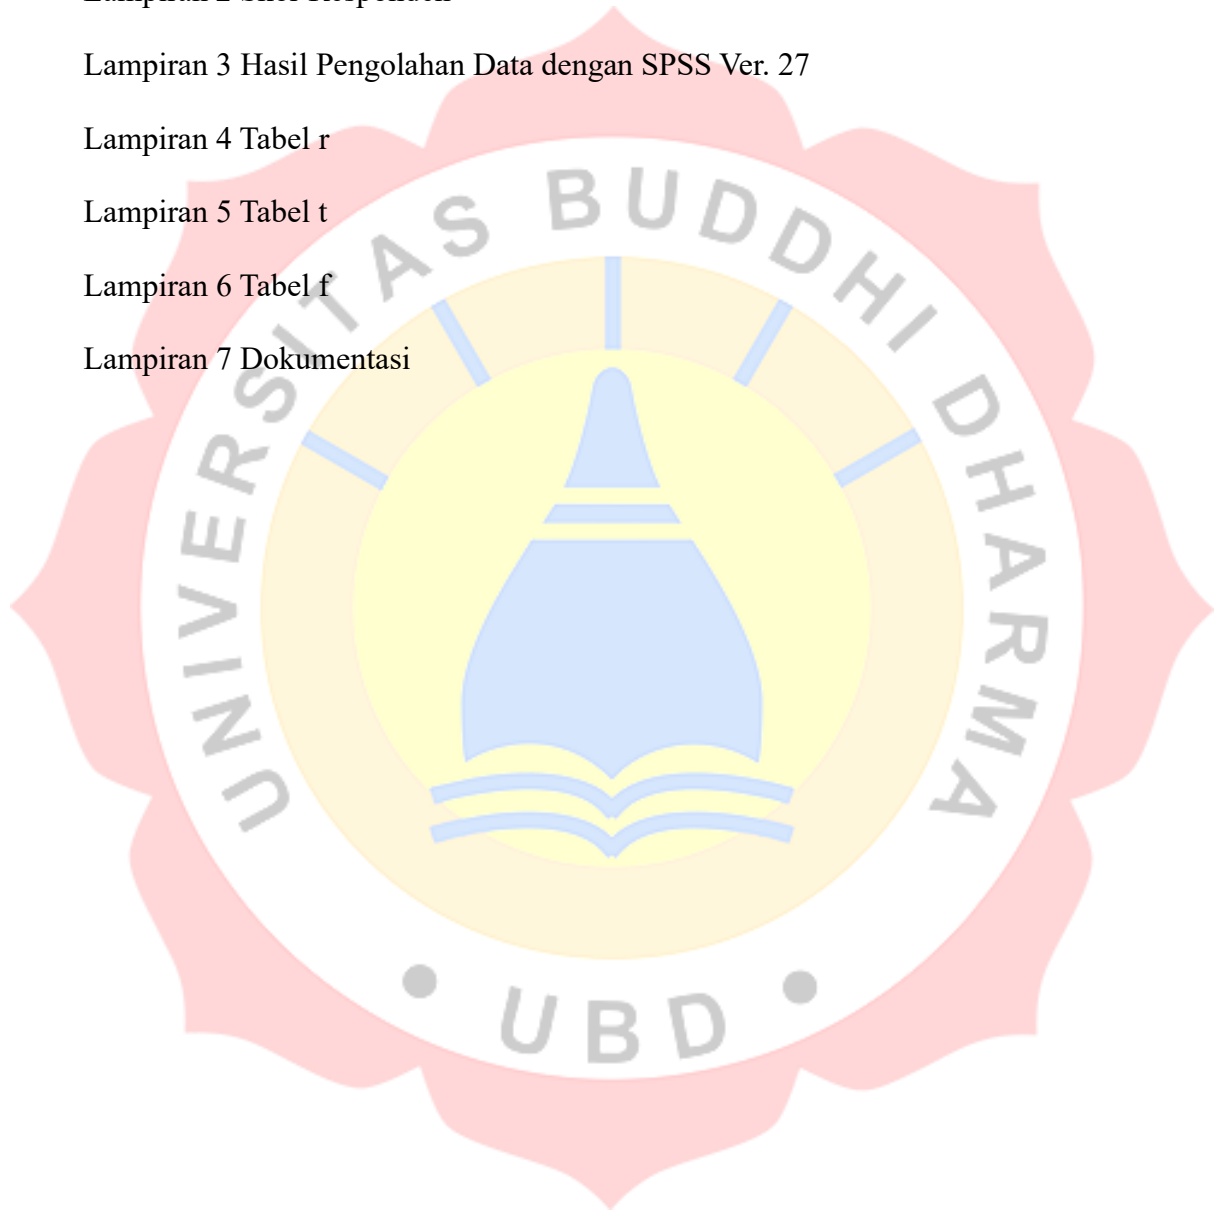 Lampiran 3 Hasil Pengolahan Data dengan SPSS Ver. 27
Lampiran 4 Tabel r
Lampiran 5 Tabel t
Lampiran 6 Tabel f
Lampiran 7 Dokumentasi
UNIVERSITAS BUDDHI DHARMA
UBD